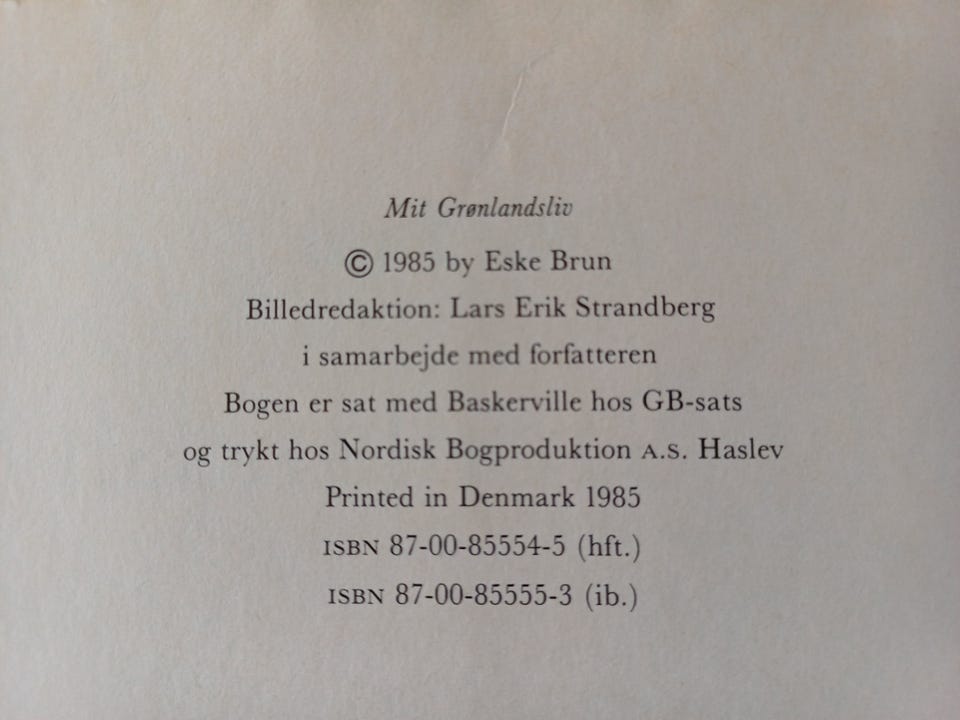 Mit Grønlandsliv
© 1985 by Eske Brun
Billedredaktion: Lars Erik Strandberg
i samarbejde med forfatteren
Bogen er sat med Baskerville hos GB-sats
og trykt hos Nordisk Bogproduktion A.S. Haslev
Printed in Denmark 1985
ISBN 87-00-85554-5 (hft.)
ISBN 87-00-85555-3 (ib.)